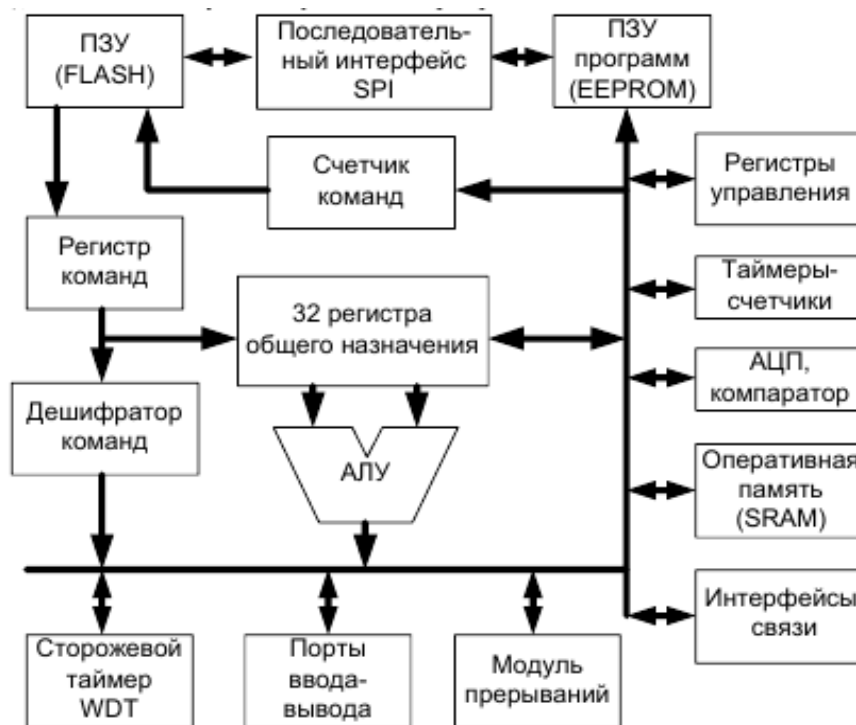 ПЗУ
(FLASH)
Последователь-
ный интерфейс
SPI
ПЗУ
программ
(EEPROM)
Счетчик
команд
Регистры
управления
Регистр
команд
32 регистра
общего назначения
Таймеры-
счетчики
АЦП,
компаратор
Дешифратор
команд
АЛУ
Оперативная
память
(SRAM)
Интерфейсы
связи
Сторожевой
таймер
WDT
Порты
ввода-
вывода
Модуль
прерываний